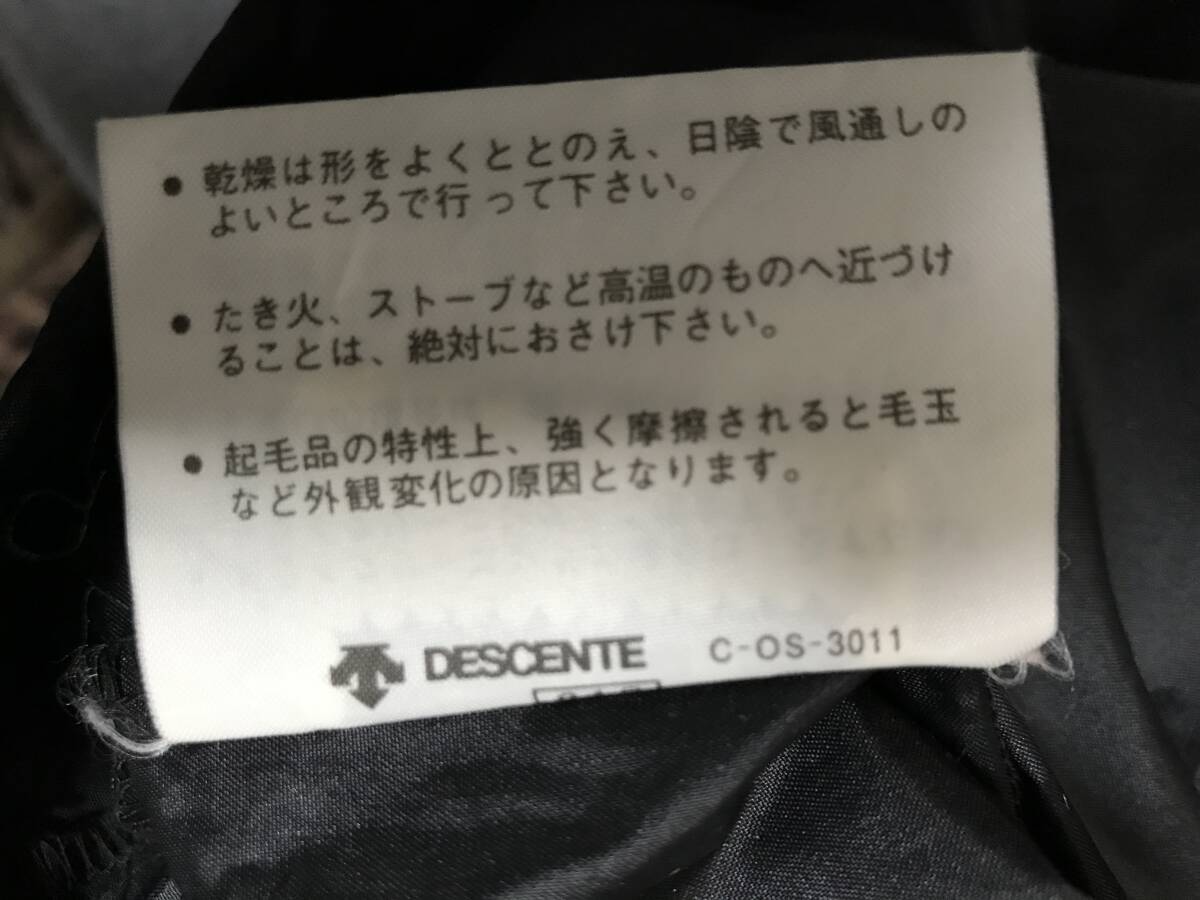 ● 乾燥は形をよくととのえ、日陰で風通しの
よいところで行って下さい。
● たき火、ストーブなど高温のものへ近づけ
ることは、絶対におさけ下さい。
● 起毛品の特性上、強く摩擦されると毛玉
など外観変化の原因となります。
DESCENTE C-OS-3011